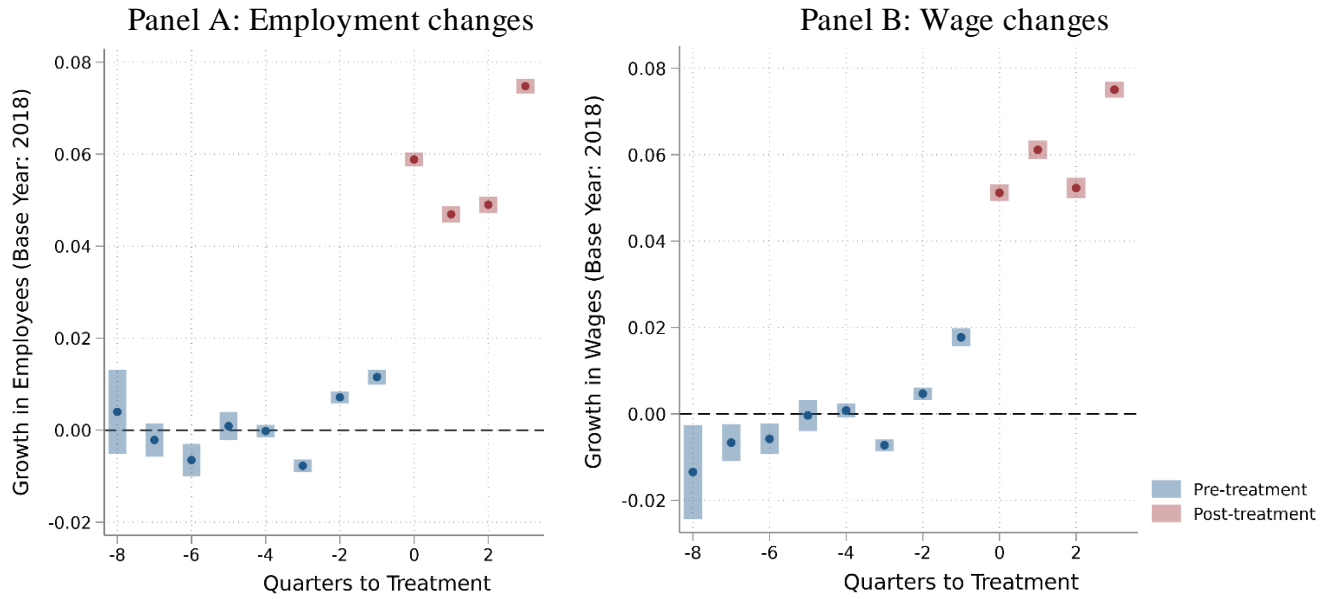 Panel A: Employment changes
Growth in Employees (Base Year: 2018)
0.08
0.06
0.04
0.02
0.00
-0.02
-8 -6 -4 -2 0 2
Quarters to Treatment
Panel B: Wage changes
Growth in Wages (Base Year: 2018)
0.08
0.06
0.04
0.02
0.00
-0.02
-8 -6 -4 -2 0 2
Quarters to Treatment
Pre-treatment
Post-treatment